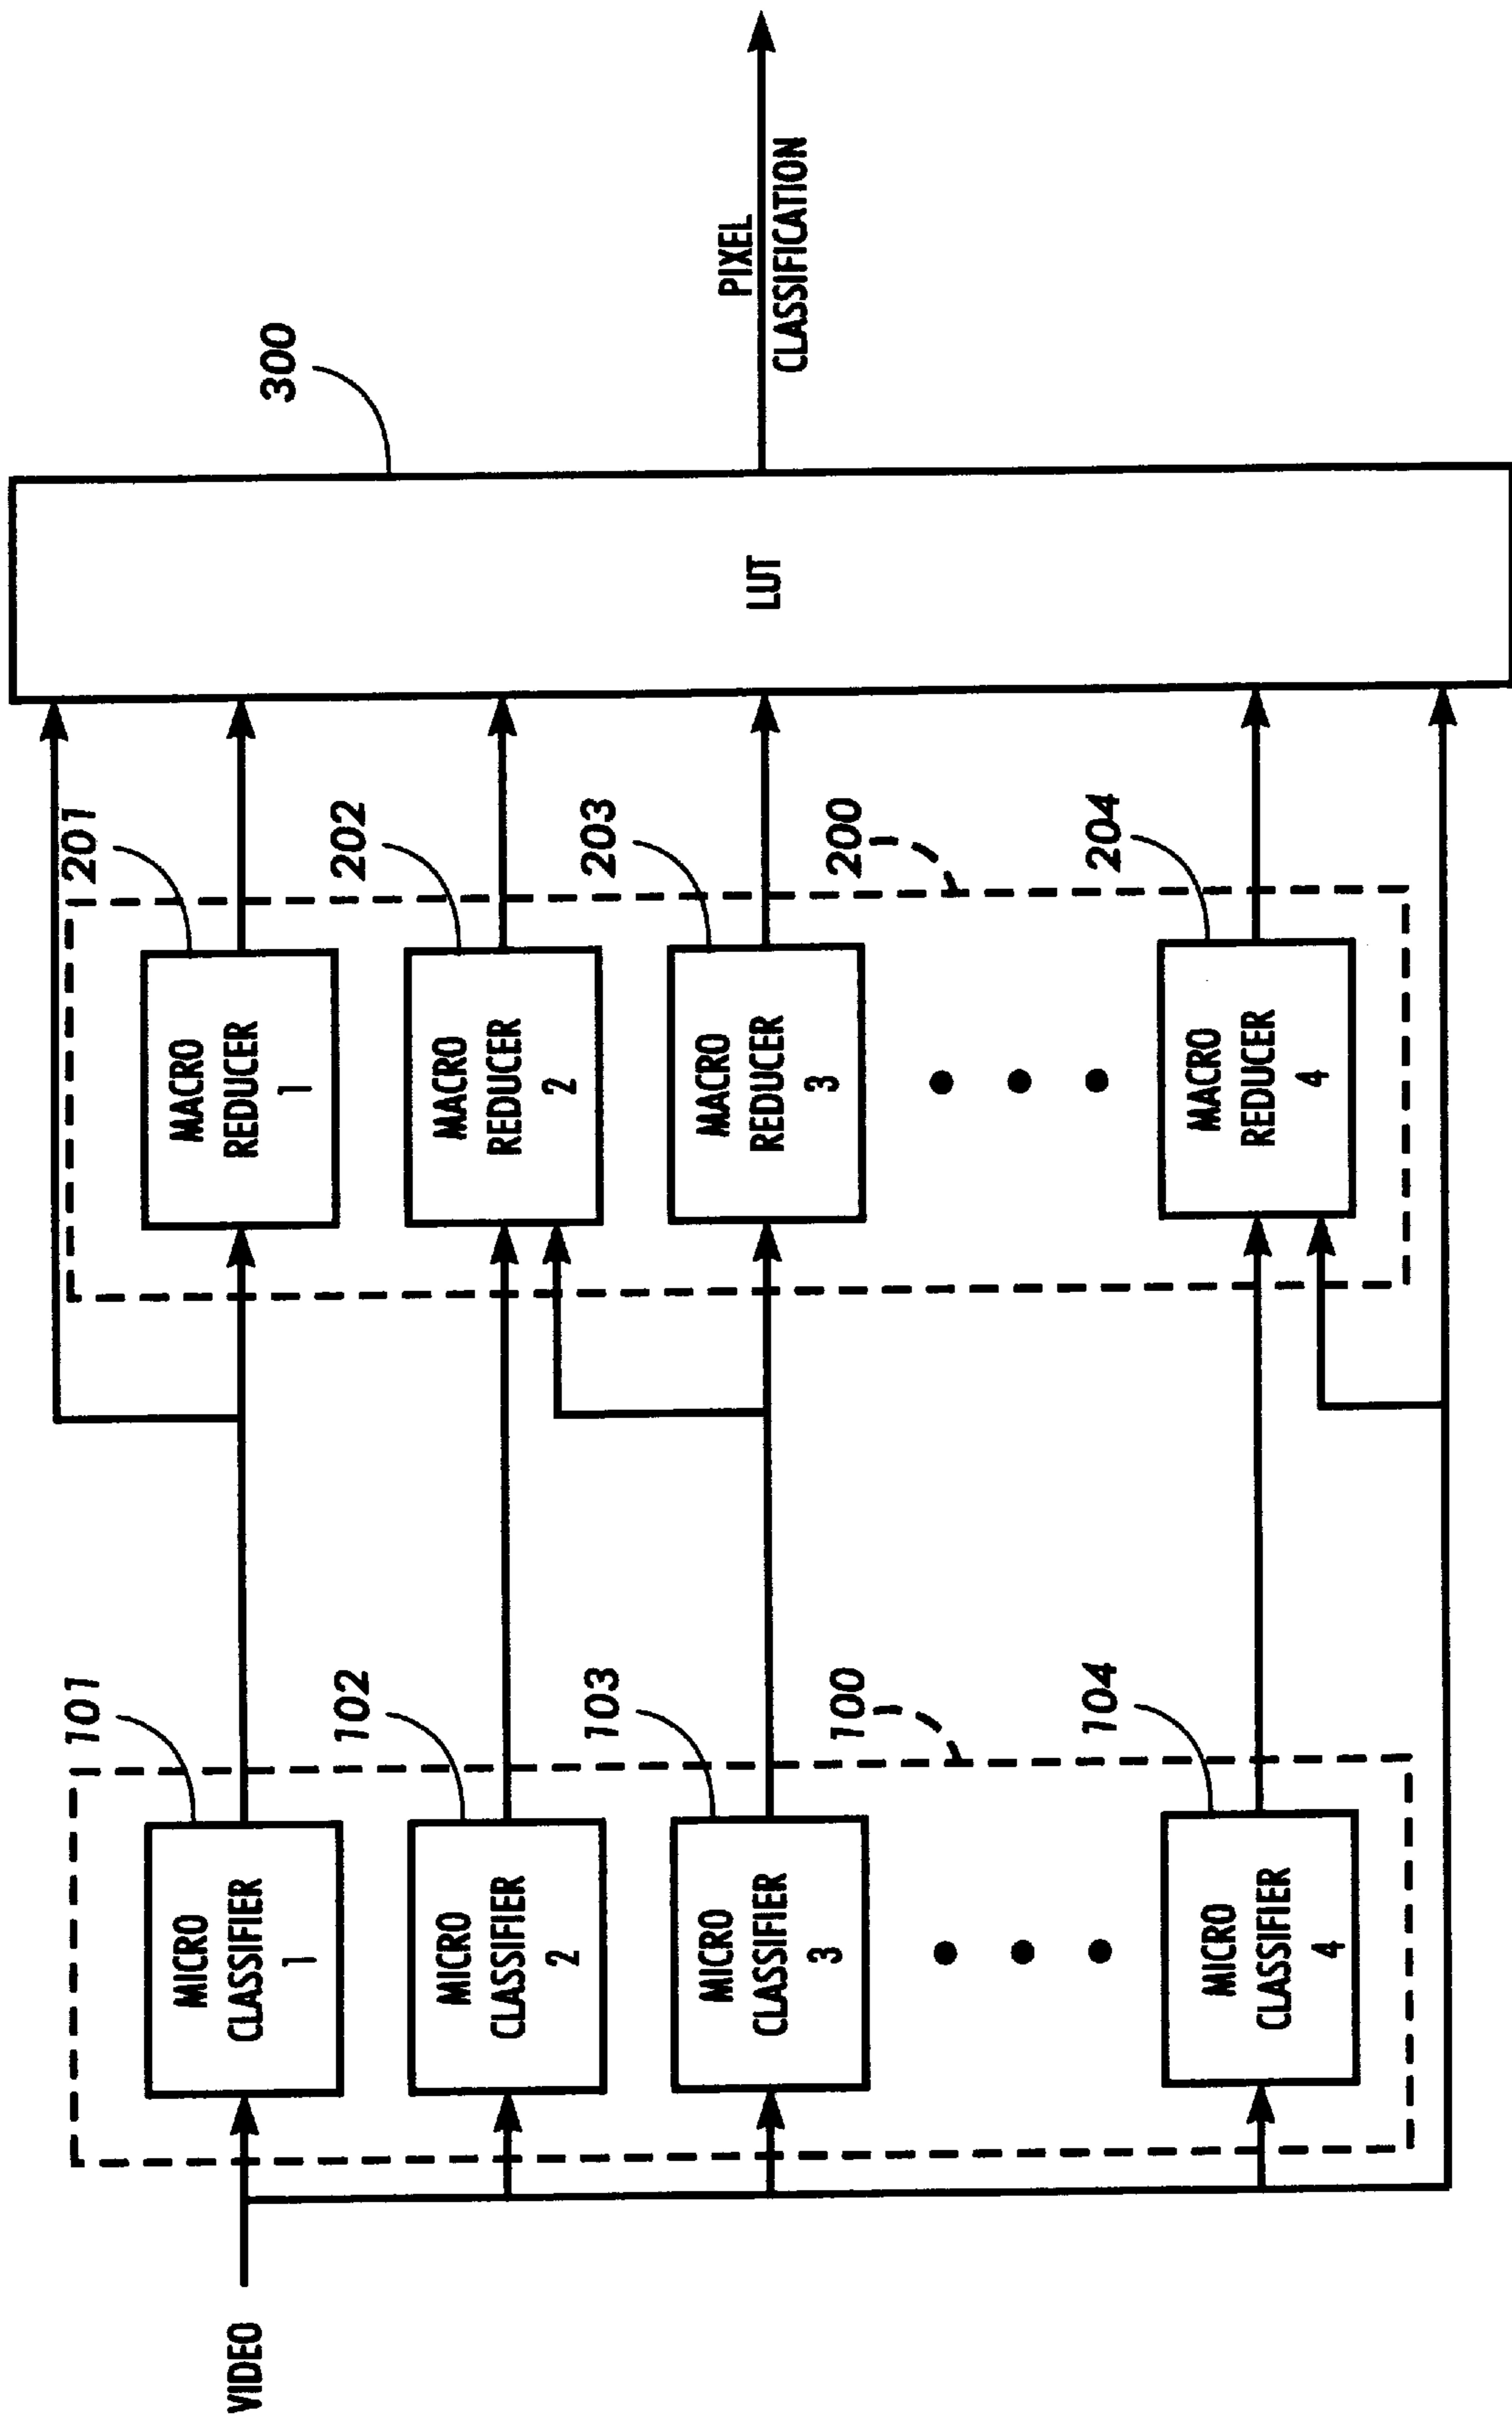 VIDEO
101
MICRO
CLASSIFIER
1
102
MICRO
CLASSIFIER
2
103
MICRO
CLASSIFIER
3
100
104
MICRO
CLASSIFIER
4
201
MACRO
REDUCER
1
202
MACRO
REDUCER
2
203
MACRO
REDUCER
3
200
204
MACRO
REDUCER
4
300
LUT
PIXEL
CLASSIFICATION